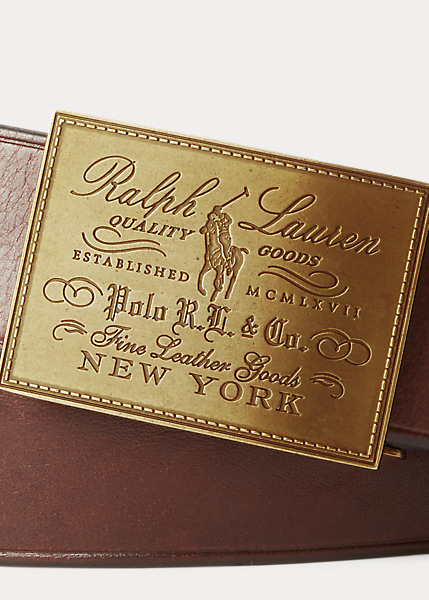 Ralph Lauren
QUALITY GOODS
ESTABLISHED MCMLXVII
Polo R.L. & Co.
Fine Leather Goods
NEW YORK